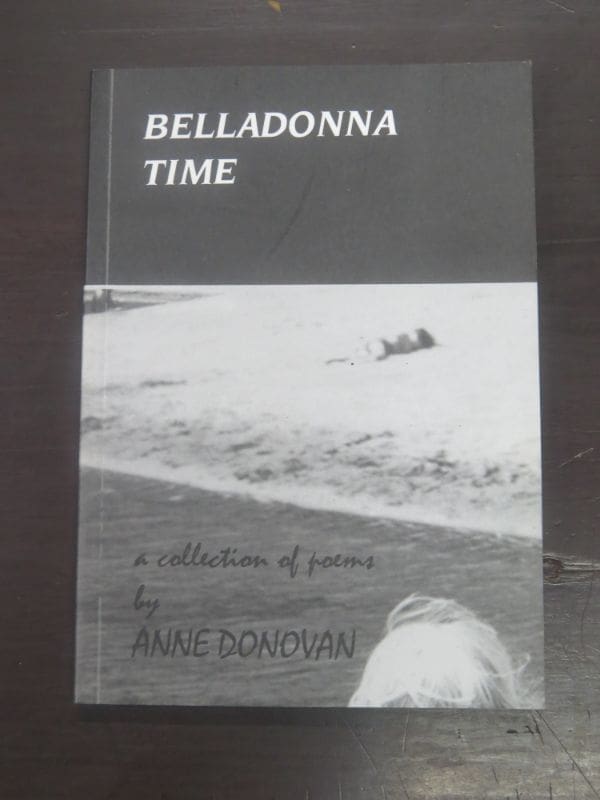 BELLADONNA
TIME
a collection of poems
by
ANNE DONOVAN